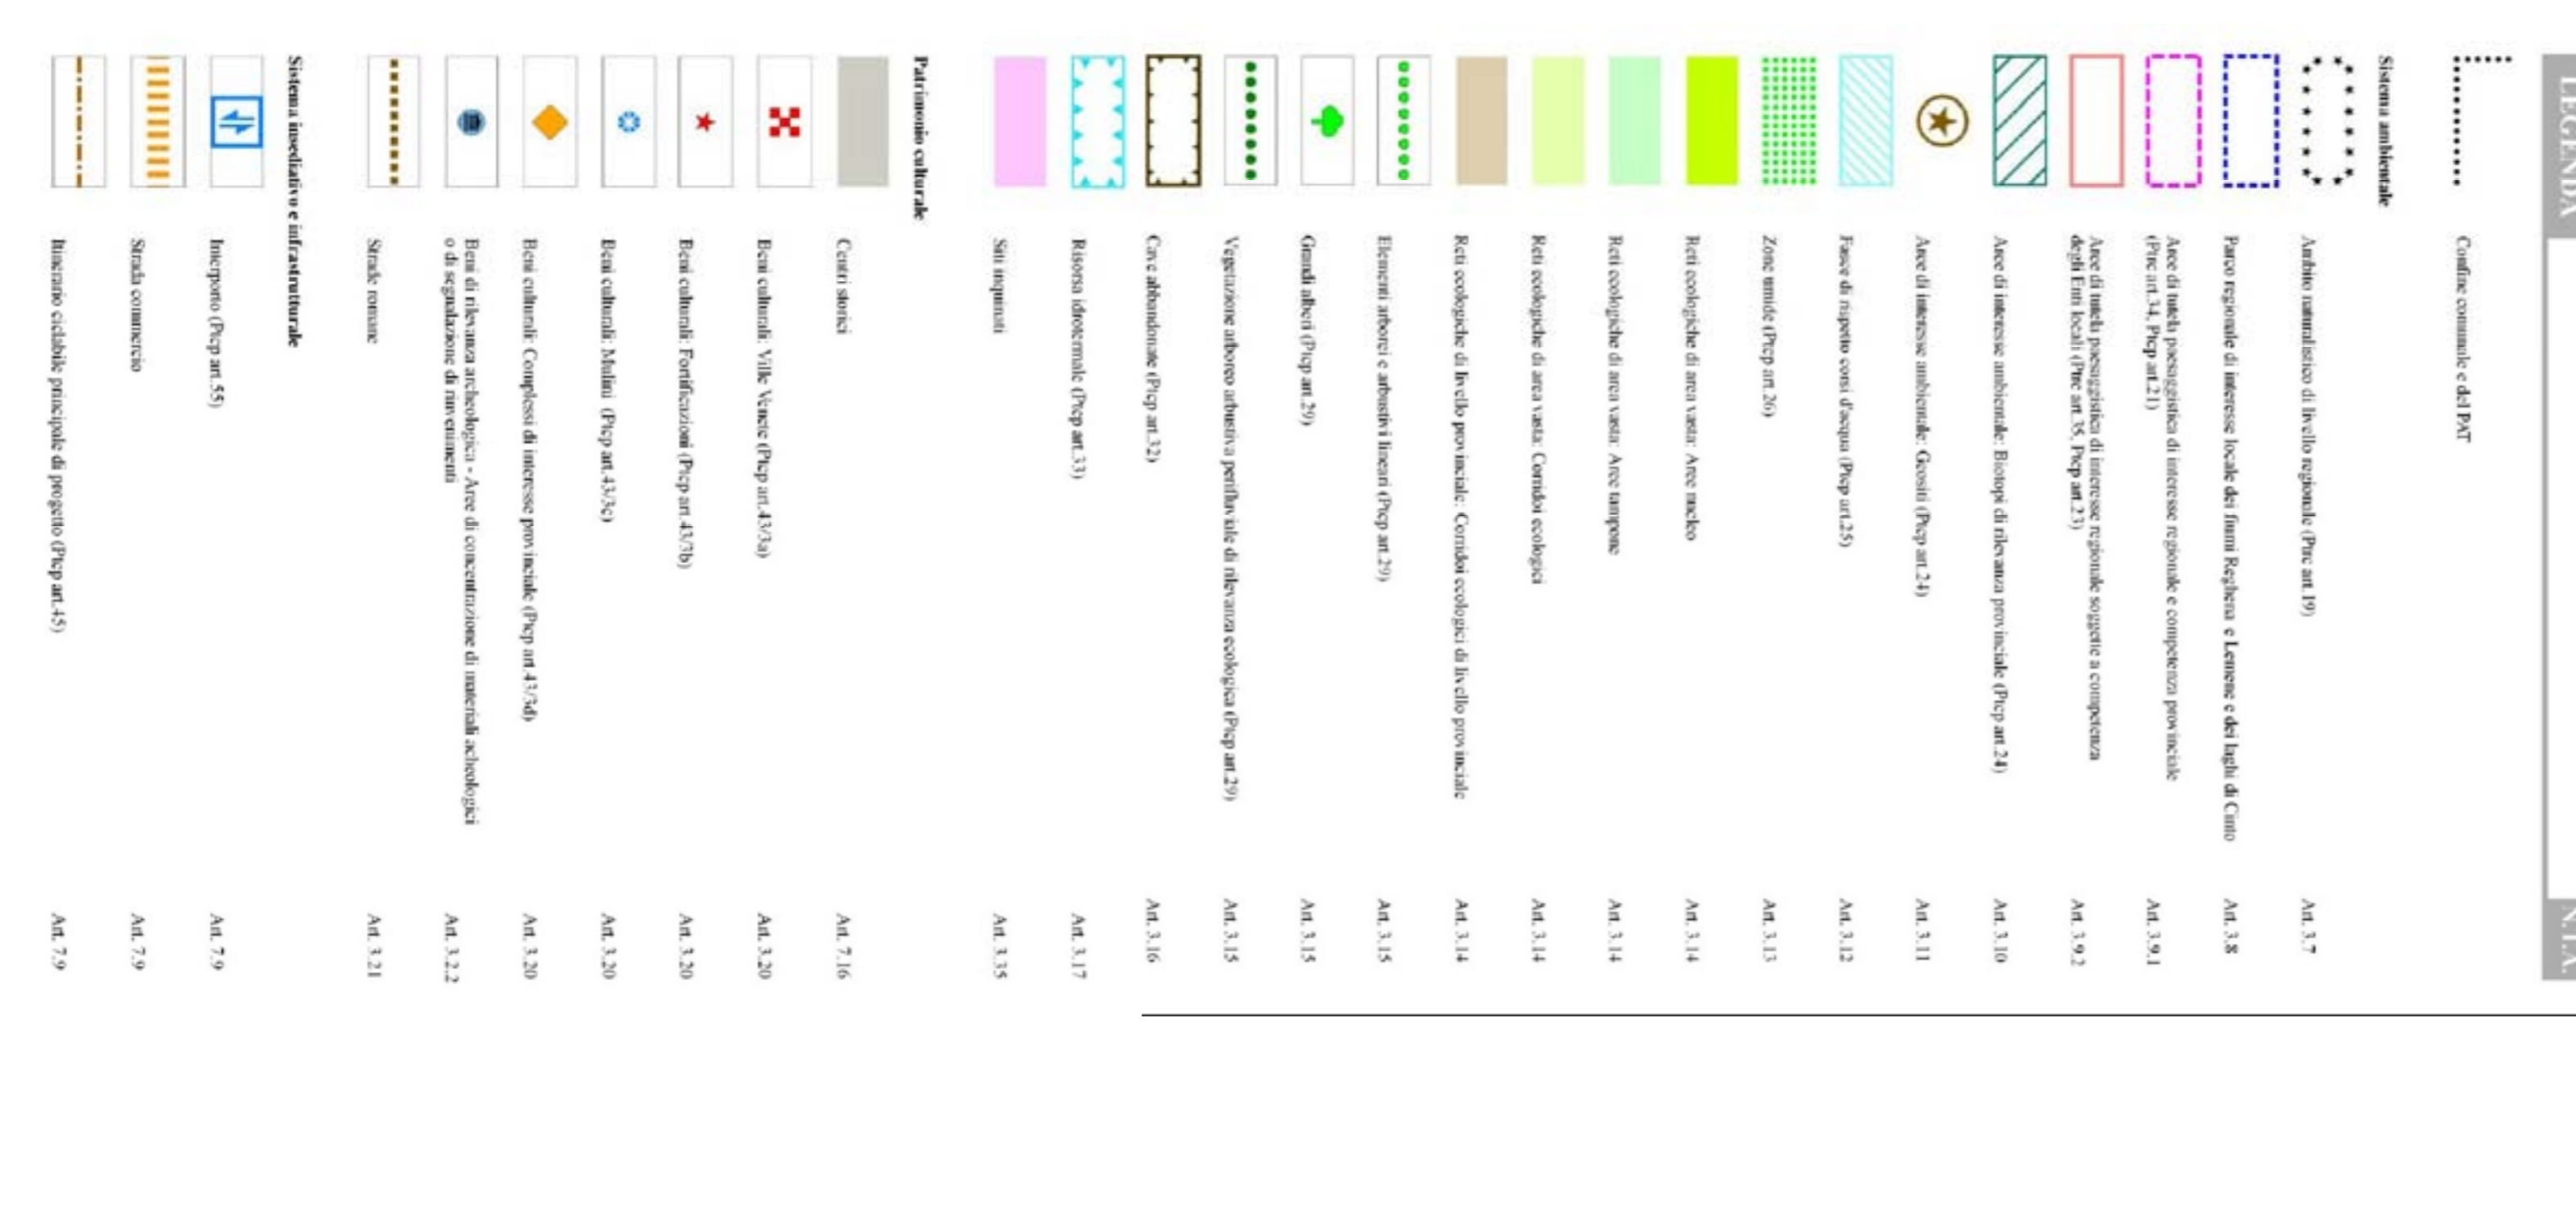 LEGENDA N.T.A.
Confine comunale e del PAT
Sistema ambientale
Ambito naturalistico di livello regionale (Ptrc art.19) Art. 3.7
Parco regionale di interesse locale dei fiumi Reghena e Lemene e dei laghi di Cinto Art. 3.8
Aree di tutela paesaggistica di interesse regionale e competenza provinciale
(Ptrc art.34, Ptcp art.21) Art. 3.9.1
Aree di tutela paesaggistica di interesse regionale soggette a competenza
degli Enti locali (Ptrc art.35, Ptcp art.23) Art. 3.9.2
Aree di interesse ambientale: Biotopi di rilevanza provinciale (Ptcp art.24) Art. 3.10
Aree di interesse ambientale: Geositi (Ptcp art.24) Art. 3.11
Fasce di rispetto corsi d'acqua (Ptcp art.25) Art. 3.12
Zone umide (Ptcp art.26) Art. 3.13
Reti ecologiche di area vasta: Aree nucleo Art. 3.14
Reti ecologiche di area vasta: Aree tampone Art. 3.14
Reti ecologiche di area vasta: Corridoi ecologici Art. 3.14
Reti ecologiche di livello provinciale: Corridoi ecologici di livello provinciale Art. 3.14
Elementi arborei e arbustivi lineari (Ptcp art.29) Art. 3.15
Grandi alberi (Ptcp art.29) Art. 3.15
Vegetazione arboreo arbustiva perifluviale di rilevanza ecologica (Ptcp art.29) Art. 3.15
Cave abbandonate (Ptcp art.32) Art. 3.16
Risorsa idrotermale (Ptcp art.33) Art. 3.17
Siti inquinati Art. 3.35
Patrimonio culturale
Centri storici Art. 7.16
Beni culturali: Ville Venete (Ptcp art.43/3a) Art. 3.20
Beni culturali: Fortificazioni (Ptcp art.43/3b) Art. 3.20
Beni culturali: Mulini (Ptcp art.43/3c) Art. 3.20
Beni culturali: Complessi di interesse provinciale (Ptcp art.43/3d) Art. 3.20
Beni di rilevanza archeologica - Aree di concentrazione di materiali acheologici
o di segnalazione di rinvenimenti Art. 3.2.2
Strade romane Art. 3.21
Sistema insediativo e infrastrutturale
Interporto (Ptcp art.55) Art. 7.9
Strada commercio Art. 7.9
Itinerario ciclabile principale di progetto (Ptcp art.45) Art. 7.9